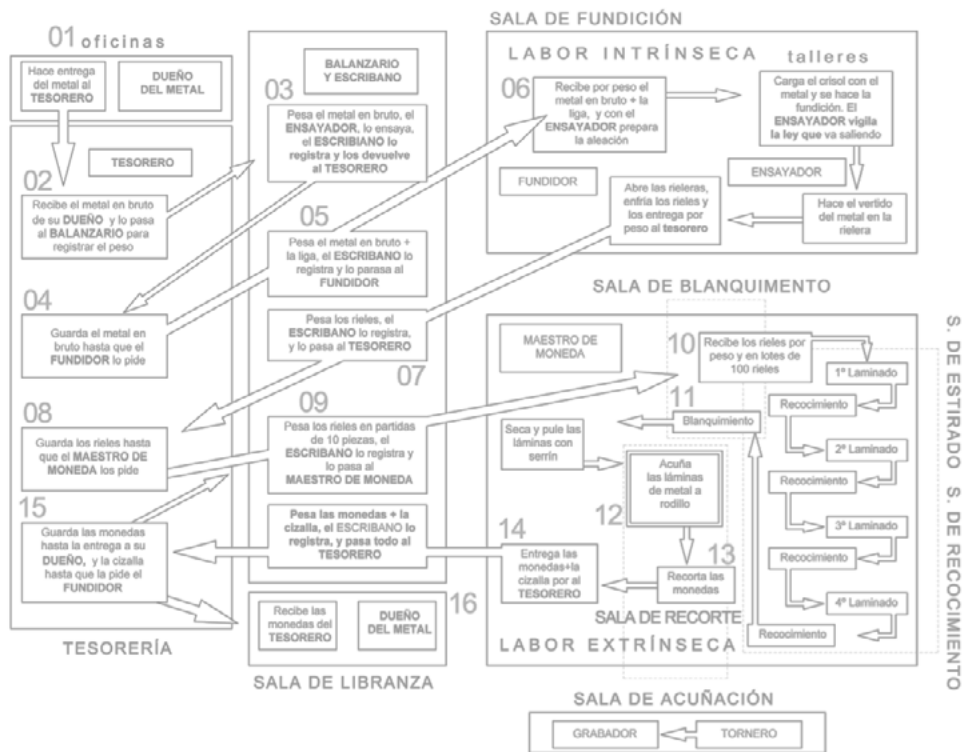 SALA DE FUNDICIÓN
01 oficinas
Hace entrega
del metal al
TESORERO
DUEÑO
DEL METAL
BALANZARIO
Y ESCRIBANO
03
Pesa el metal en bruto, el
ENSAYADOR, lo ensaya,
el ESCRIBIANO lo
registra y los devuelve
al TESORERO
LABOR INTRÍNSECA
talleres
06
Recibe por peso el
metal en bruto + la
liga, y con el
ENSAYADOR prepara
la aleación
Carga el crisol con el
metal y se hace la
fundición. El
ENSAYADOR vigila
la ley que va saliendo
TESORERO
02
Recibe el metal en bruto
de su DUEÑO y lo pasa
al BALANZARIO para
registrar el peso
FUNDIDOR
ENSAYADOR
Abre las rieleras,
enfría los rieles y
los entrega por
peso al tesorero
Hace el vertido
del metal en la
rielera
05
Pesa el metal en bruto +
la liga, el ESCRIBANO lo
registra y lo parasa al
FUNDIDOR
04
Guarda el metal en
bruto hasta que el
FUNDIDOR lo pide
Pesa los rieles, el
ESCRIBANO lo registra,
y lo pasa al TESORERO
07
SALA DE BLANQUIMENTO
MAESTRO DE
MONEDA
10
Recibe los rieles por
peso y en lotes de
100 rieles
1º Laminado
Recocimiento
2º Laminado
Recocimiento
3º Laminado
Recocimiento
4º Laminado
Recocimiento
11
Blanquimiento
Seca y pule las
láminas con
serrín
Acuña
las láminas
de metal a
rodillo
12
13
Recorta las
monedas
14
Entrega las
monedas+la
cizalla por al
TESORERO
SALA DE RECORTE
LABOR EXTRÍNSECA
S. DE ESTIRADO
S. DE RECOCIMIENTO
08
Guarda los rieles hasta
que el MAESTRO DE
MONEDA los pide
09
Pesa los rieles en partidas
de 10 piezas, el
ESCRIBANO lo registra y
lo pasa al
MAESTRO DE MONEDA
Pesa las monedas + la
cizalla, el ESCRIBANO lo
registra, y pasa todo al
TESORERO
15
Guarda las monedas
hasta la entrega a su
DUEÑO, y la cizalla
hasta que la pide el
FUNDIDOR
TESORERÍA
Recibe las
monedas del
TESORERO
DUEÑO
DEL METAL
16
SALA DE LIBRANZA
SALA DE ACUÑACIÓN
GRABADOR
TORNERO